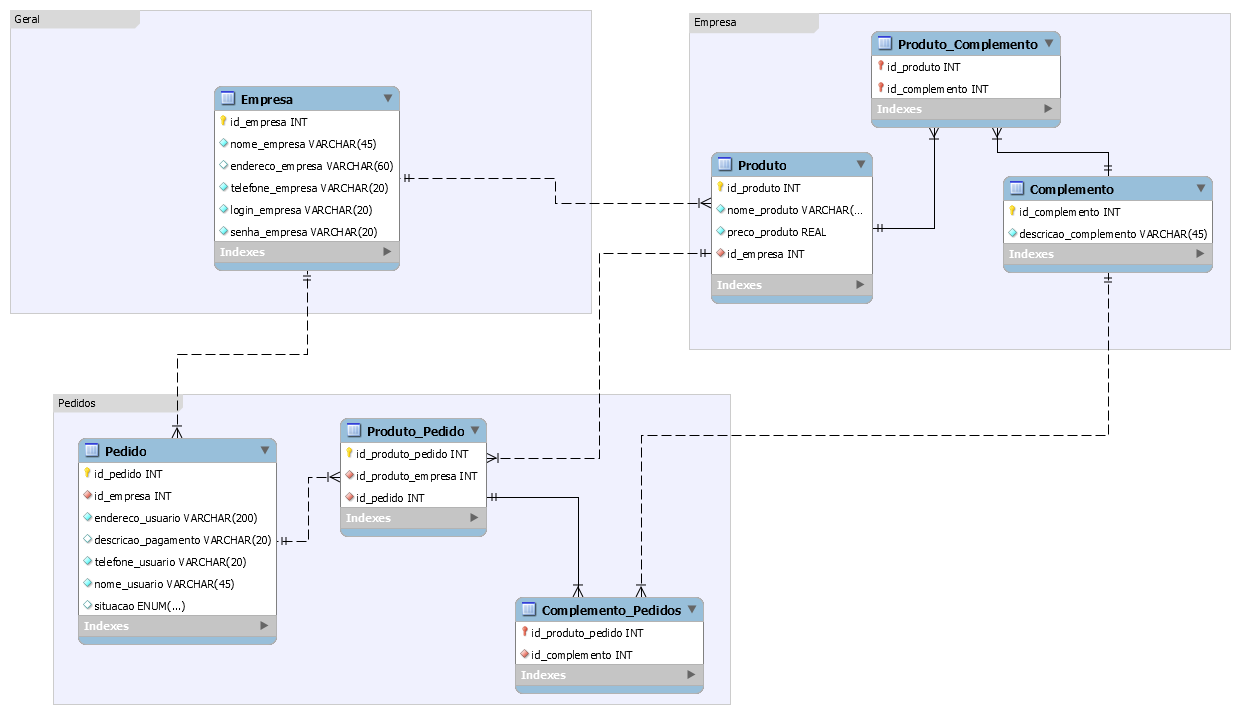 Geral
Empresa
id_empresa INT
nome_empresa VARCHAR(45)
endereco_empresa VARCHAR(60)
telefone_empresa VARCHAR(20)
login_empresa VARCHAR(20)
senha_empresa VARCHAR(20)
Indexes
Empresa
Produto_Complemento
id_produto INT
id_complemento INT
Indexes
Produto
id_produto INT
nome_produto VARCHAR(...
preco_produto REAL
id_empresa INT
Indexes
Complemento
id_complemento INT
descricao_complemento VARCHAR(45)
Indexes
Pedidos
Pedido
id_pedido INT
id_empresa INT
endereco_usuario VARCHAR(200)
descricao_pagamento VARCHAR(20)
telefone_usuario VARCHAR(20)
nome_usuario VARCHAR(45)
situacao ENUM(...)
Indexes
Produto_Pedido
id_produto_pedido INT
id_produto_empresa INT
id_pedido INT
Indexes
Complemento_Pedidos
id_produto_pedido INT
id_complemento INT
Indexes